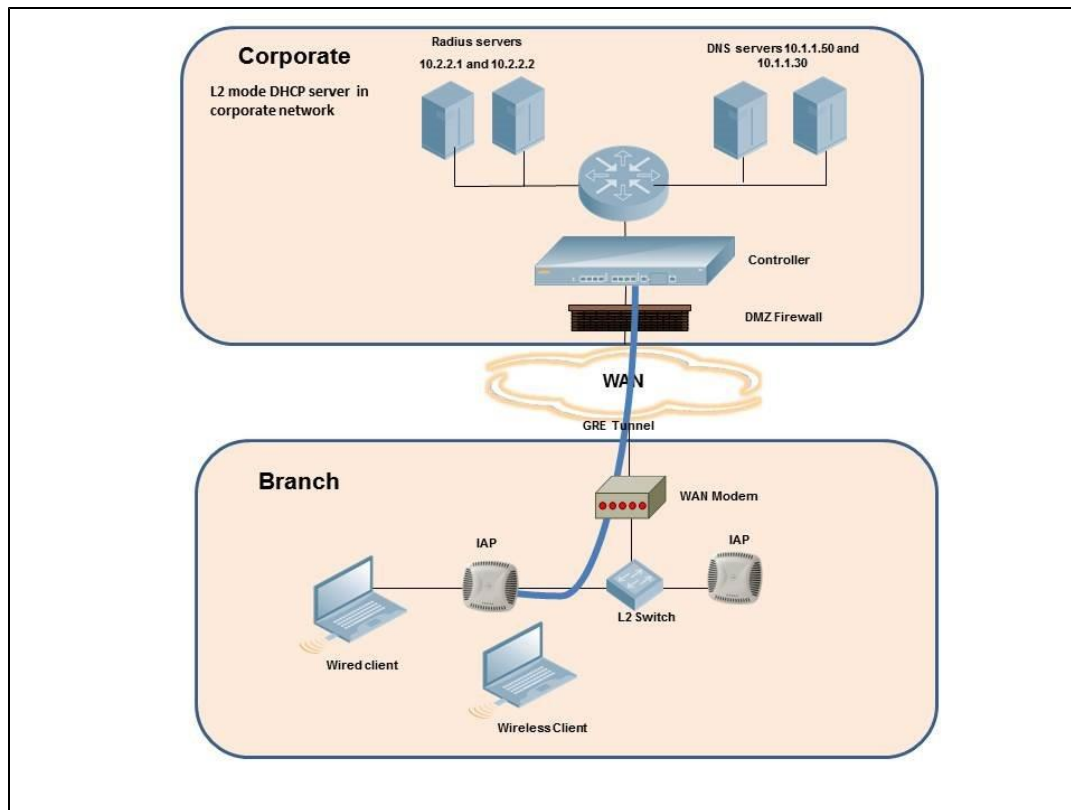 Corporate
L2 mode DHCP server in
corporate network
Radius servers
10.2.2.1 and 10.2.2.2
DNS servers 10.1.1.50 and
10.1.1.30
Controller
DMZ Firewall
WAN
GRE Tunnel
Branch
WAN Modem
IAP
IAP
L2 Switch
Wired client
Wireless Client